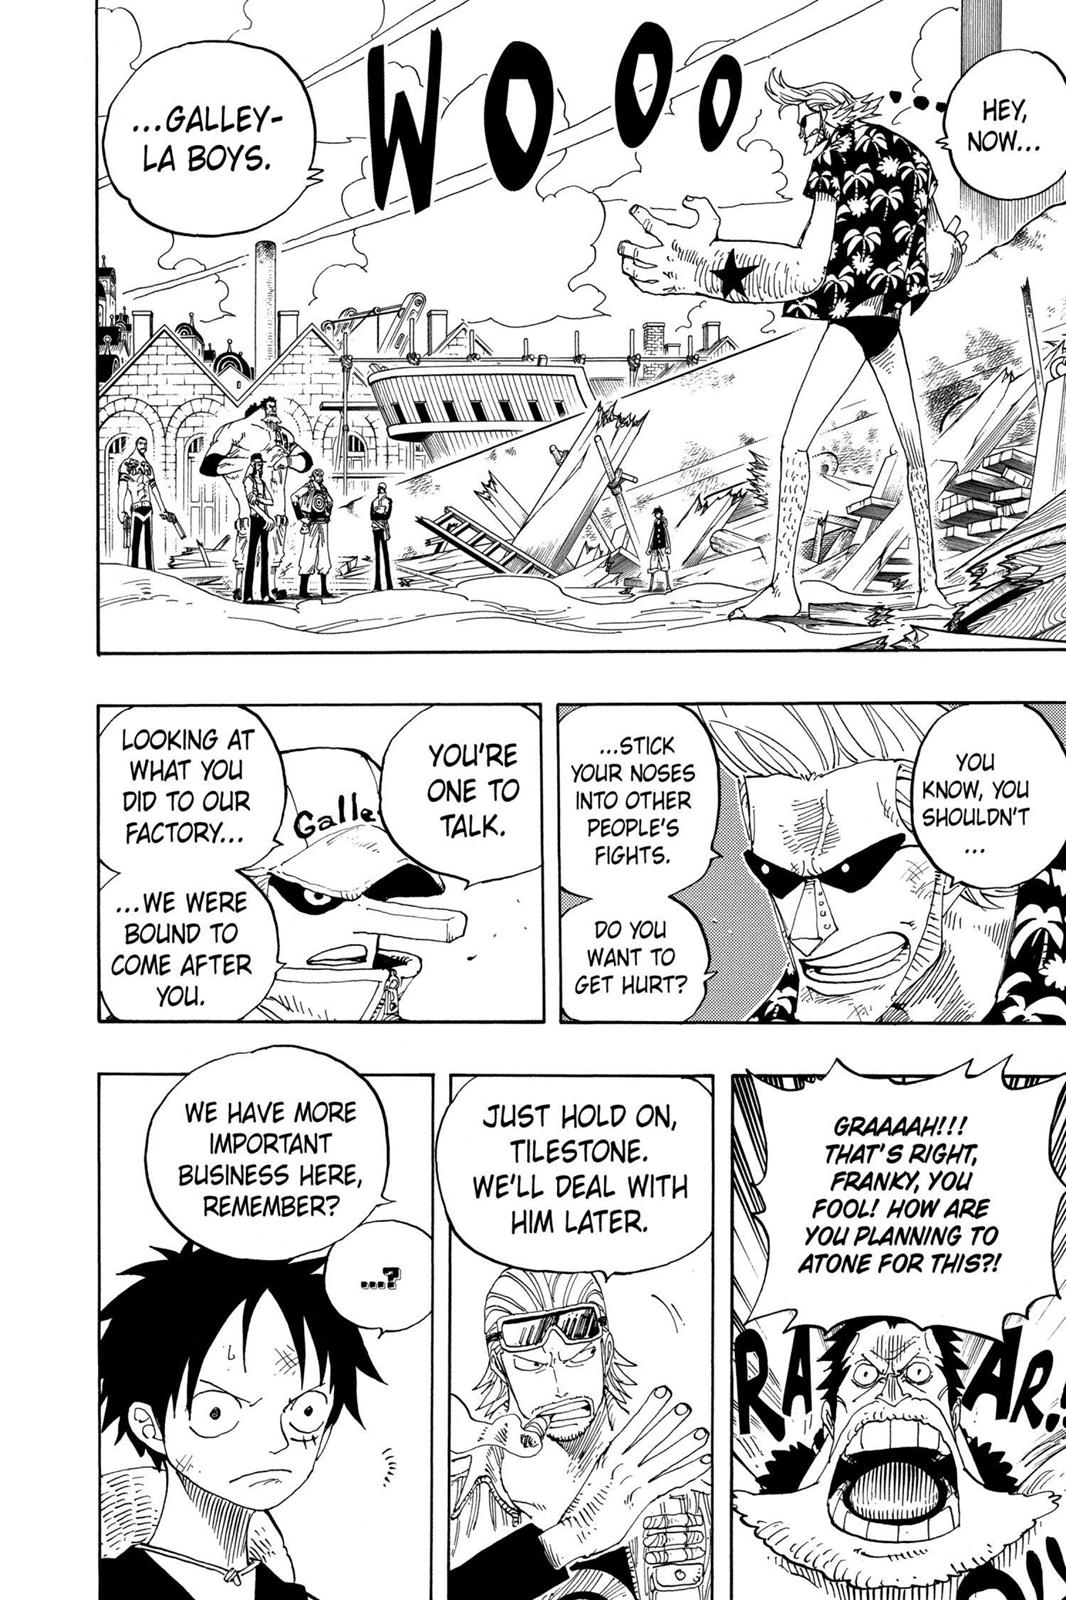 HEY,
NOW...
WOOO
...GALLEY-
LA BOYS.
YOU
KNOW, YOU
SHOULDN'T
...
...STICK
YOUR NOSES
INTO OTHER
PEOPLE'S
FIGHTS.
DO YOU
WANT TO
GET HURT?
YOU'RE
ONE TO
TALK.
Galle
LOOKING AT
WHAT YOU
DID TO OUR
FACTORY...
...WE WERE
BOUND TO
COME AFTER
YOU.
GRAAAAH!!!
THAT'S RIGHT,
FRANKY, YOU
FOOL! HOW ARE
YOU PLANNING TO
ATONE FOR THIS?!
RA
AR!!
JUST HOLD ON,
TILESTONE.
WE'LL DEAL WITH
HIM LATER.
WE HAVE MORE
IMPORTANT
BUSINESS HERE,
REMEMBER?
...?